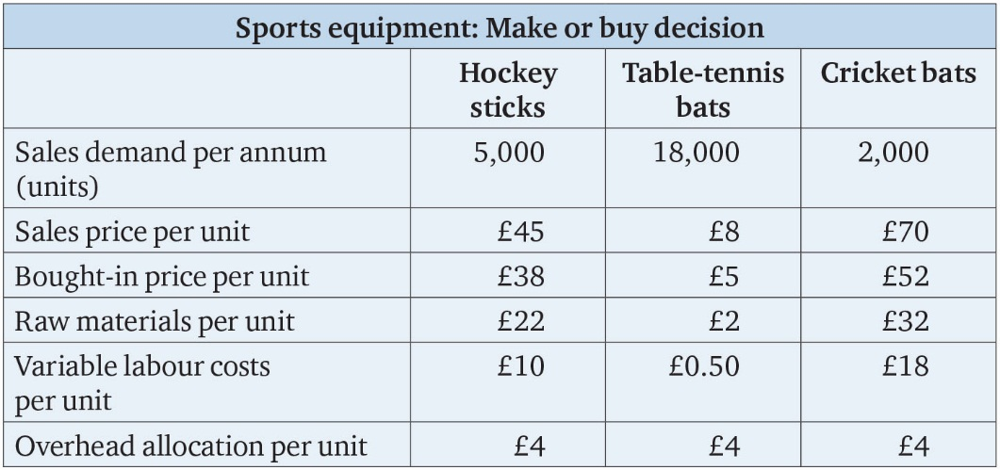 Sports equipment: Make or buy decision
Hockey sticks Table-tennis bats Cricket bats
Sales demand per annum (units) 5,000 18,000 2,000
Sales price per unit £45 £8 £70
Bought-in price per unit £38 £5 £52
Raw materials per unit £22 £2 £32
Variable labour costs per unit £10 £0.50 £18
Overhead allocation per unit £4 £4 £4